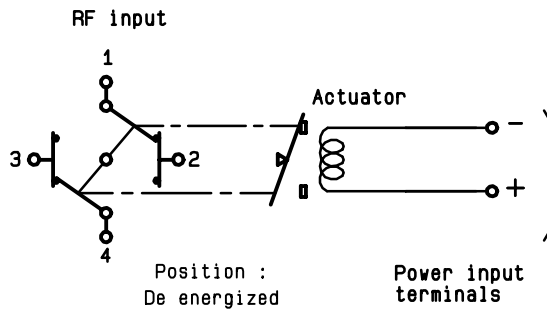 RF input
1
Actuator
-
3
2
+
4
Position :
De energized
Power input
terminals